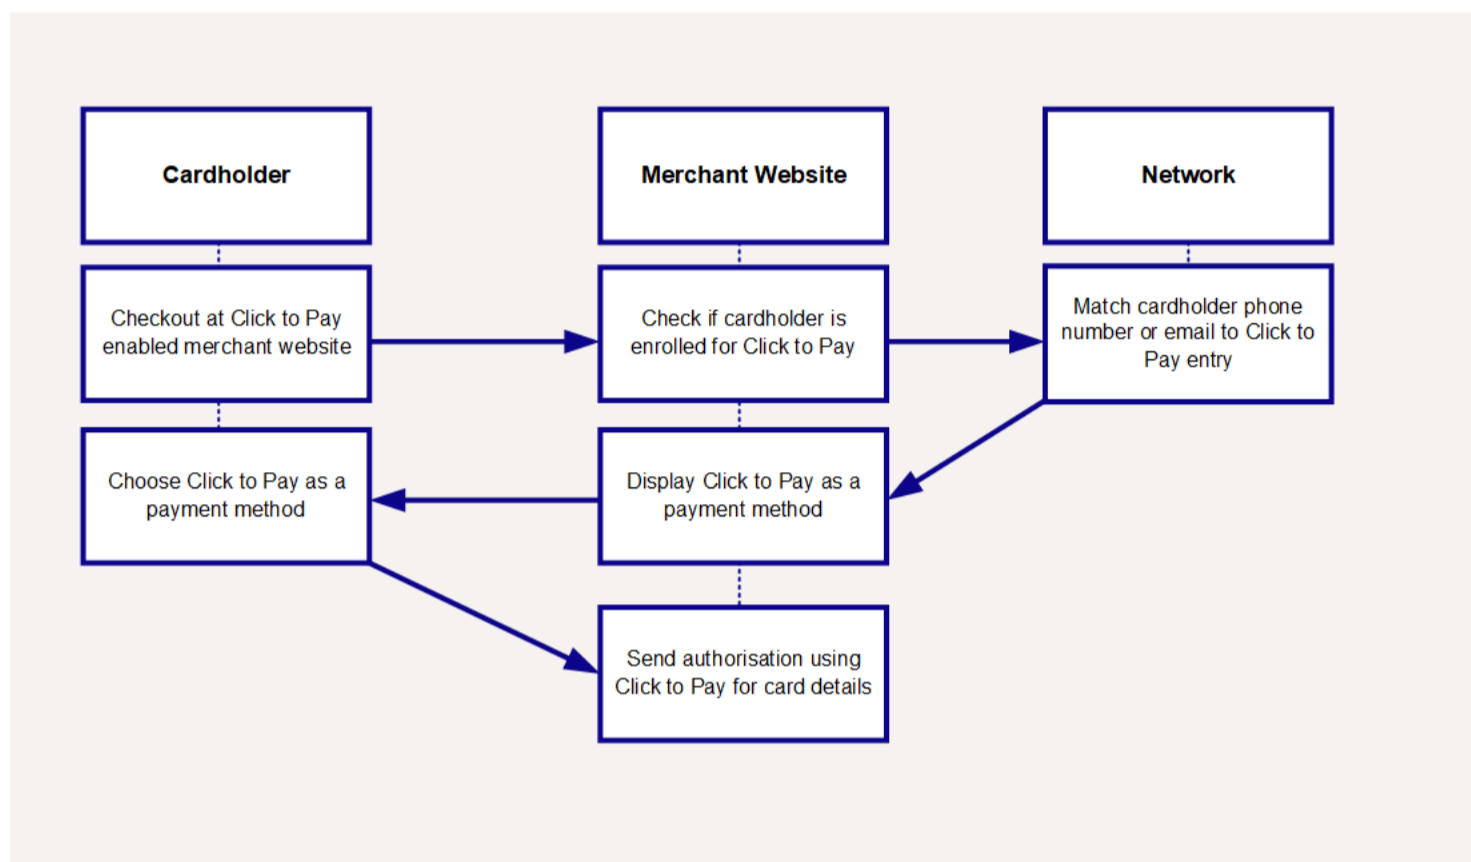 Cardholder
Merchant Website
Network
Checkout at Click to Pay
enabled merchant website
Check if cardholder is
enrolled for Click to Pay
Match cardholder phone
number or email to Click to
Pay entry
Choose Click to Pay as a
payment method
Display Click to Pay as a
payment method
Send authorisation using
Click to Pay for card details